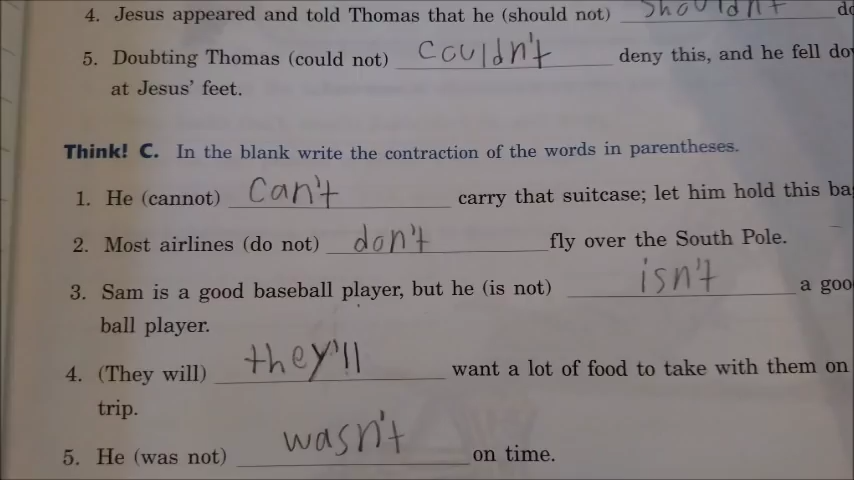 4. Jesus appeared and told Thomas that he (should not) shouldn't
5. Doubting Thomas (could not) couldn't deny this, and he fell
at Jesus' feet.
Think! C. In the blank write the contraction of the words in parentheses.
1. He (cannot) can't carry that suitcase; let him hold this
2. Most airlines (do not) don't fly over the South Pole.
3. Sam is a good baseball player, but he (is not) isn't a
ball player.
4. (They will) they'll want a lot of food to take with them on
trip.
5. He (was not) wasn't on time.